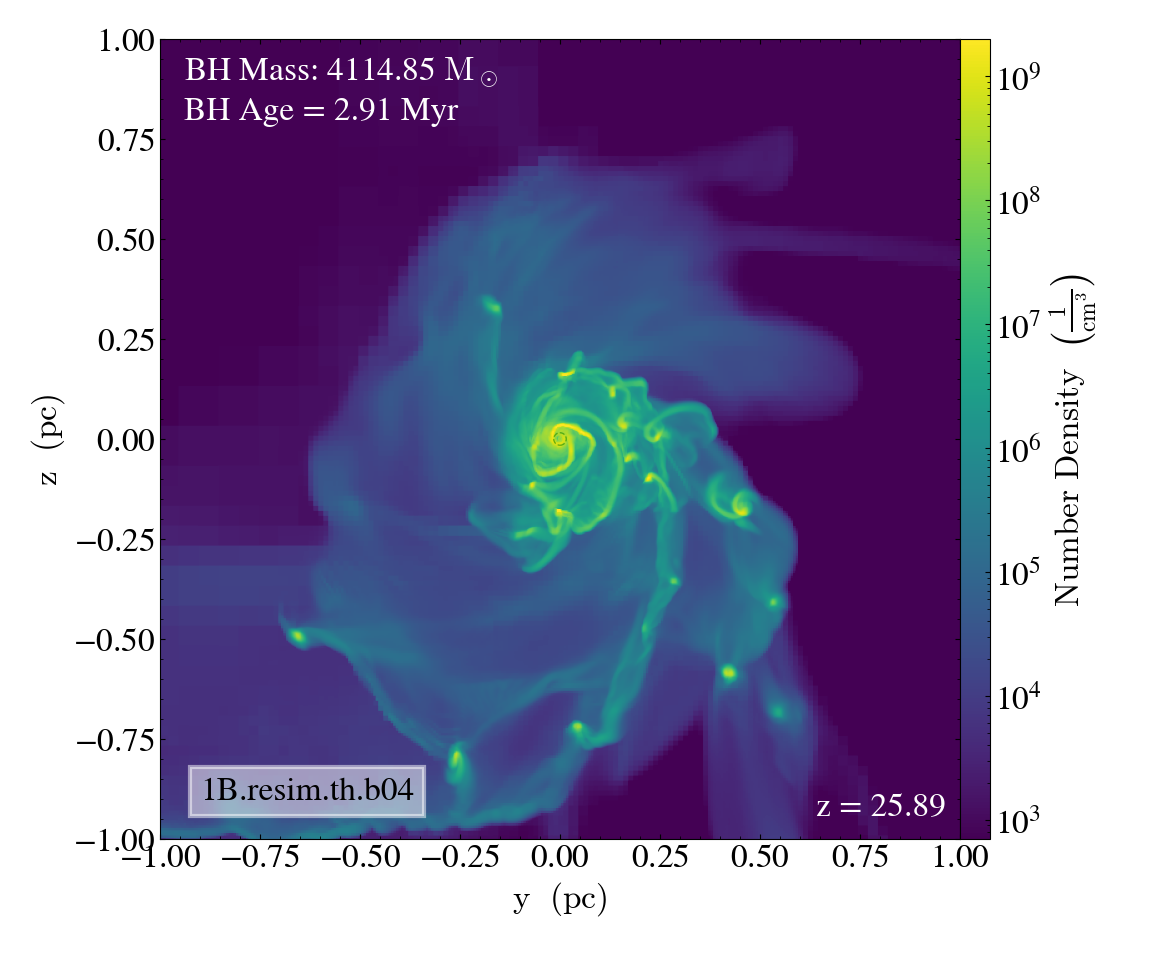 BH Mass: 4114.85 M⊙
BH Age = 2.91 Myr
1.00
0.75
0.50
0.25
0.00
−0.25
−0.50
−0.75
−1.00
z (pc)
1B.resim.th.b04
z = 25.89
−1.00 −0.75 −0.50 −0.25 0.00 0.25 0.50 0.75 1.00
y (pc)
10⁹
10⁸
10⁷
10⁶
10⁵
10⁴
10³
Number Density (1/cm³)